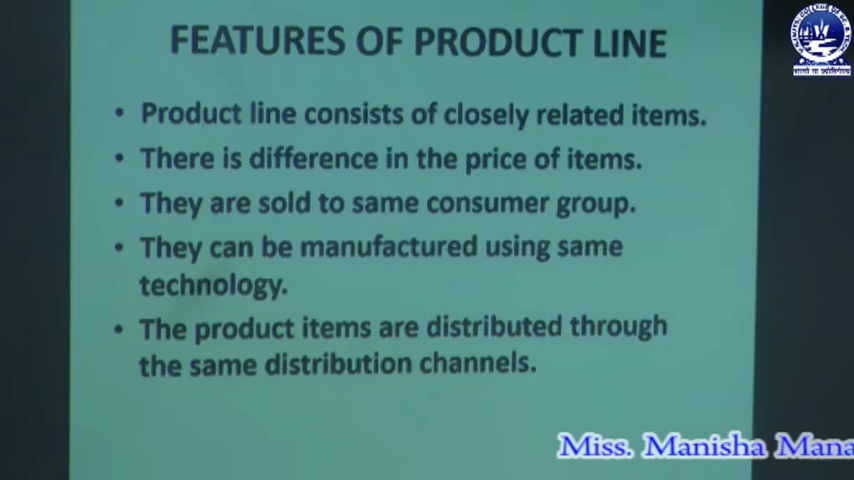 FEATURES OF PRODUCT LINE
• Product line consists of closely related items.
• There is difference in the price of items.
• They are sold to same consumer group.
• They can be manufactured using same
technology.
• The product items are distributed through
the same distribution channels.
Miss. Manisha Mana